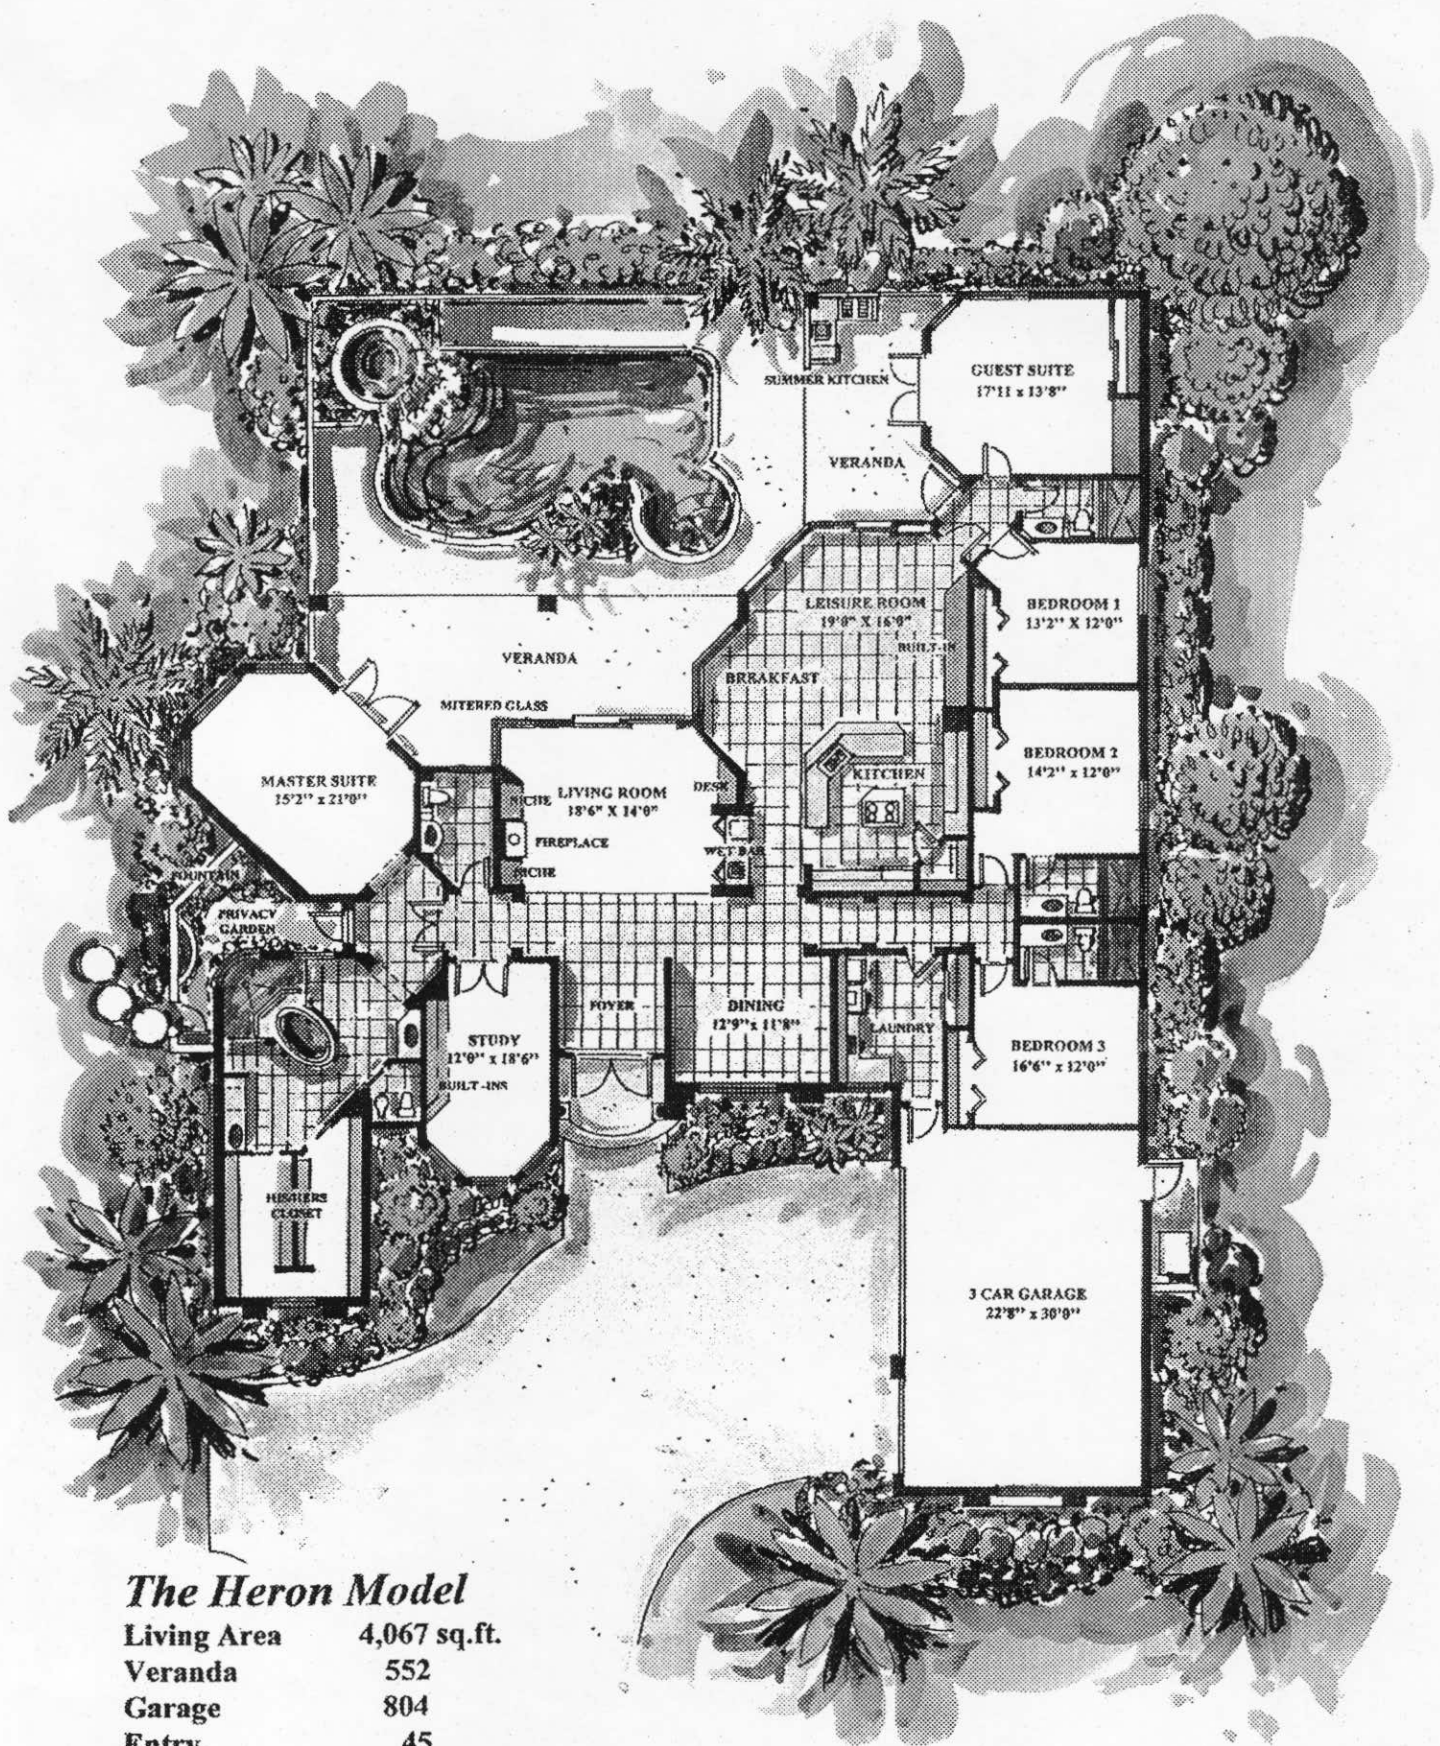 GUEST SUITE
17'11 x 13'8"
SUMMER KITCHEN
VERANDA
LEISURE ROOM
19'0" X 16'0"
BUILT-IN
BEDROOM 1
13'2" X 12'0"
VERANDA
BREAKFAST
MITERED GLASS
MASTER SUITE
15'2" x 21'0"
NICHE
LIVING ROOM
18'6" X 14'0"
DESK
KITCHEN
BEDROOM 2
14'2" x 12'0"
FIREPLACE
WET BAR
NICHE
FOUNTAIN
PRIVACY
GARDEN
FOYER
DINING
12'9" x 11'8"
STUDY
12'0" x 18'6"
BUILT-INS
LAUNDRY
BEDROOM 3
16'6" x 12'0"
HIS/HERS
CLOSET
3 CAR GARAGE
22'8" x 30'0"
The Heron Model
Living Area 4,067 sq.ft.
Veranda 552
Garage 804
Entry 45